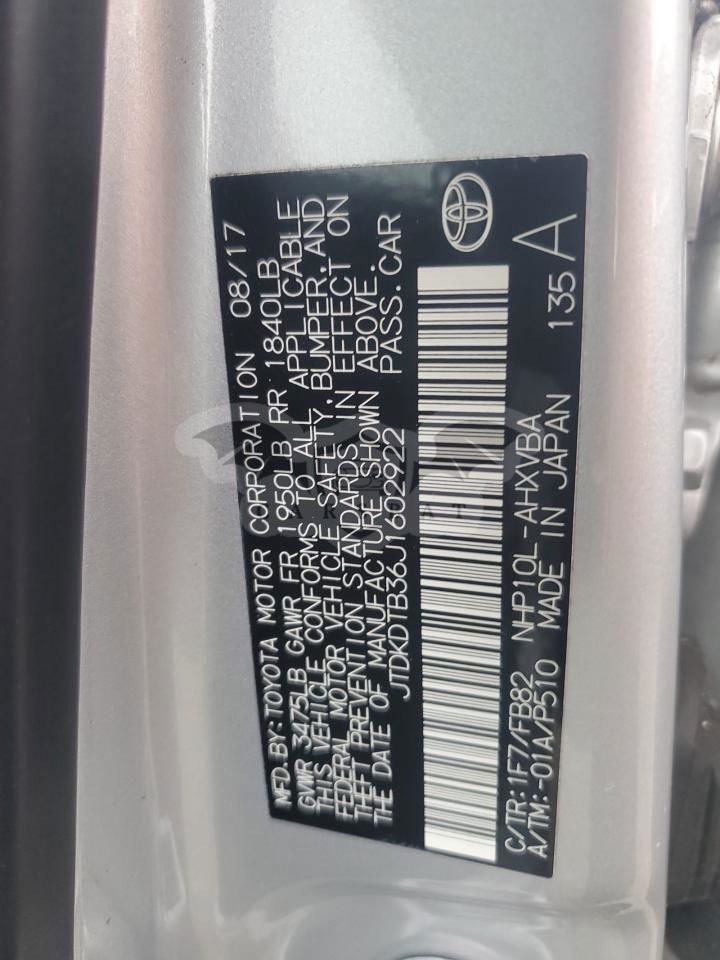 MFD.BY:TOYOTA MOTOR CORPORATION 08/17
GVWR 3475LB GAWR FR 1950LB RR 1840LB
THIS VEHICLE CONFORMS TO ALL APPLICABLE
FEDERAL MOTOR VEHICLE SAFETY,BUMPER,AND
THEFT PREVENTION STANDARDS IN EFFECT ON
THE DATE OF MANUFACTURE SHOWN ABOVE.
JTDKDTB36J1602922 PASS.CAR
C/TR:1F7/FB82 NHP10L-AHXVBA 135 A
A/TM:-01A/P510 MADE IN JAPAN